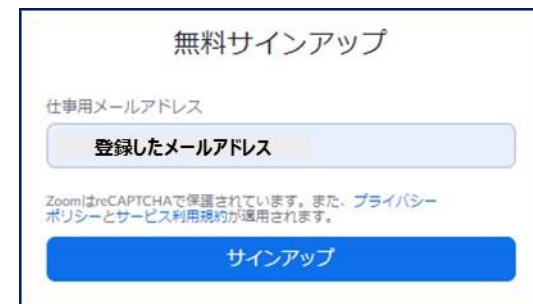 無料サインアップ
仕事用メールアドレス
登録したメールアドレス
ZoomはreCAPTCHAで保護されています。また、プライバシー
ポリシーとサービス利用規約が適用されます。
サインアップ